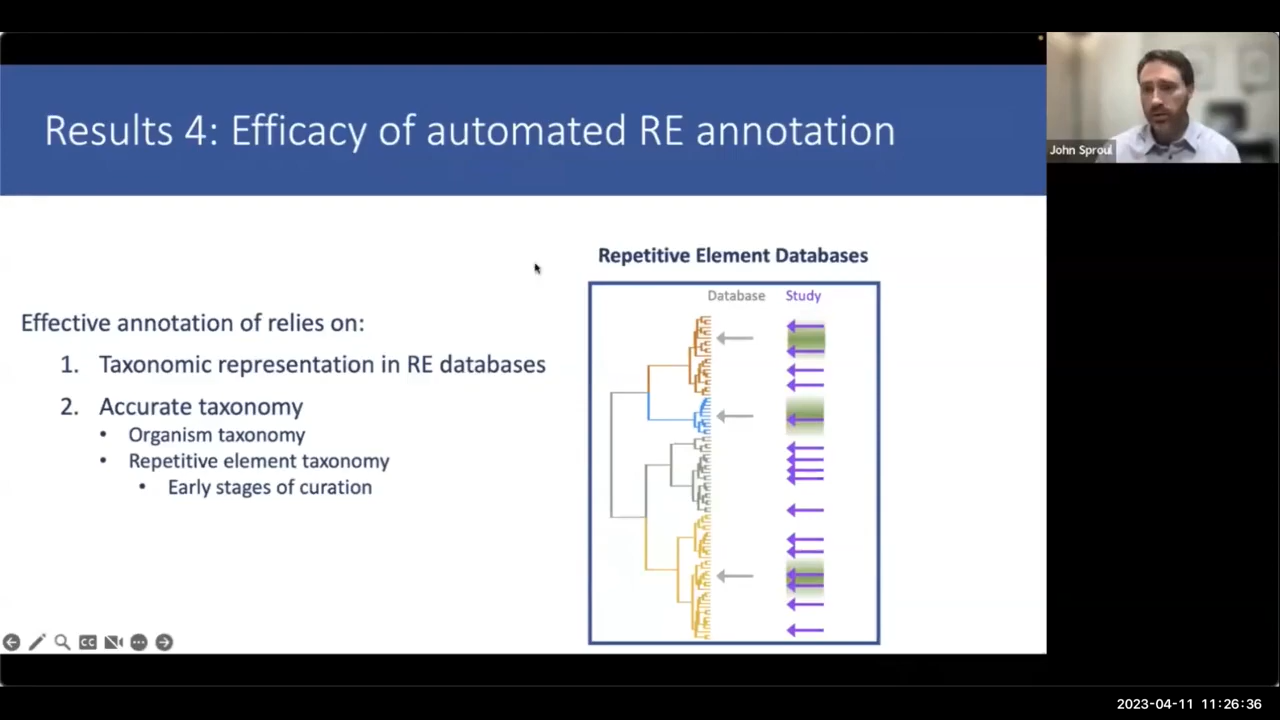 Results 4: Efficacy of automated RE annotation
John Sproul
Repetitive Element Databases
Database Study
Effective annotation of relies on:
1. Taxonomic representation in RE databases
2. Accurate taxonomy
• Organism taxonomy
• Repetitive element taxonomy
• Early stages of curation
CC
2023-04-11 11:26:36